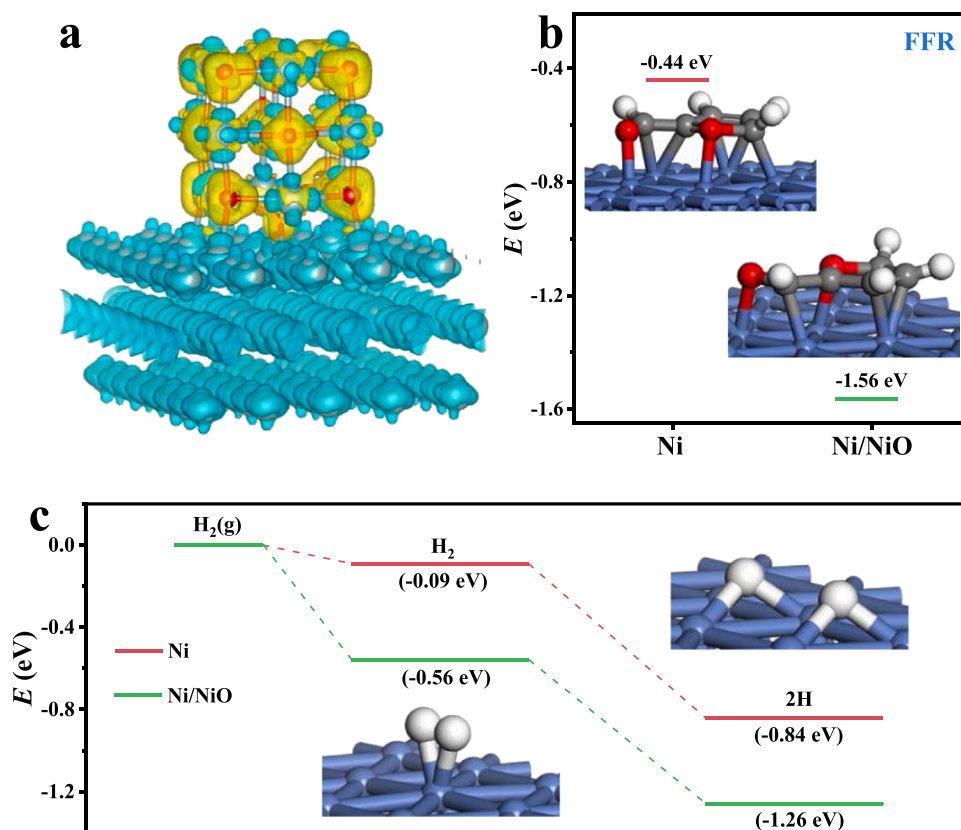 a
b
FFR
-0.44 eV
-0.4
-0.8
-1.2
-1.6
E (eV)
-1.56 eV
Ni
Ni/NiO
c
H₂(g)
H₂
(-0.09 eV)
(-0.56 eV)
2H
(-0.84 eV)
(-1.26 eV)
Ni
Ni/NiO
0.0
-0.4
-0.8
-1.2
E (eV)